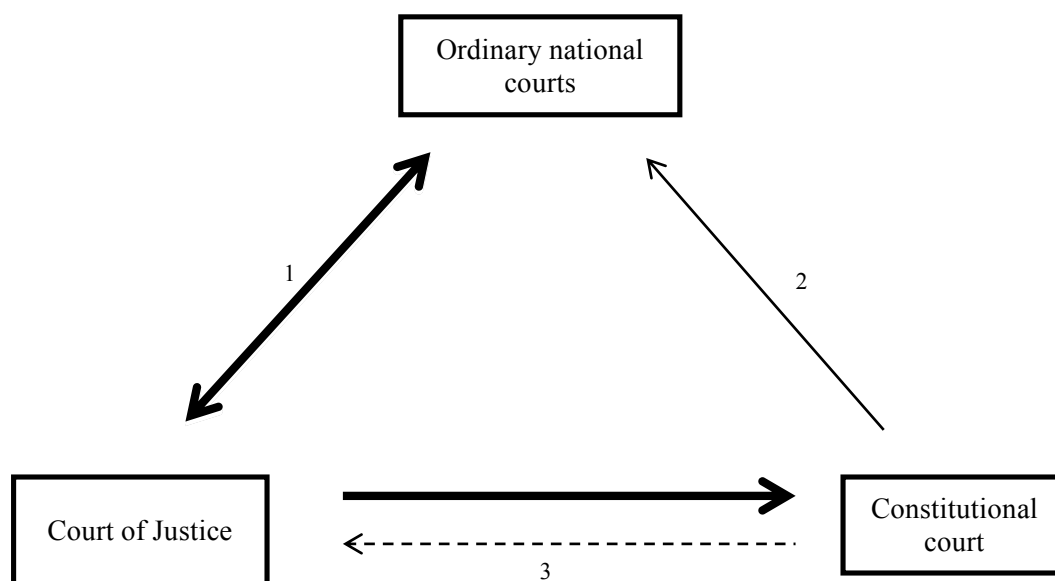 Ordinary national
courts
1
2
Court of Justice
Constitutional
court
3